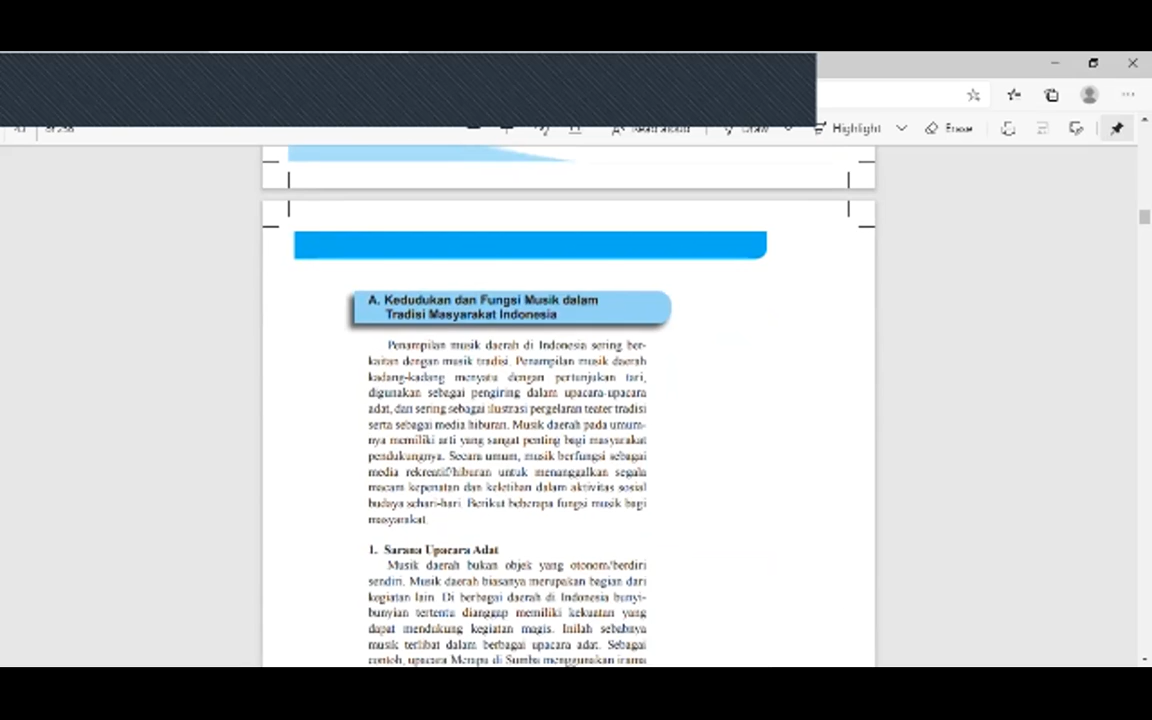 of 258
Read aloud
Draw
Highlight
Erase
A. Kedudukan dan Fungsi Musik dalam
Tradisi Masyarakat Indonesia
Penampilan musik daerah di Indonesia sering ber-
kaitan dengan musik tradisi. Penampilan musik daerah
kadang-kadang menyatu dengan pertunjukan tari,
digunakan sebagai pengiring dalam upacara-upacara
adat, dan sering sebagai ilustrasi pergelaran teater tradisi
serta sebagai media hiburan. Musik daerah pada umum-
nya memiliki arti yang sangat penting bagi masyarakat
pendukungnya. Secara umum, musik berfungsi sebagai
media rekreatif/hiburan untuk menanggalkan segala
macam kepenatan dan keletihan dalam aktivitas sosial
budaya sehari-hari. Berikut beberapa fungsi musik bagi
masyarakat.
1. Sarana Upacara Adat
Musik daerah bukan objek yang otonom/berdiri
sendiri. Musik daerah biasanya merupakan bagian dari
kegiatan lain. Di berbagai daerah di Indonesia bunyi-
bunyian tertentu dianggap memiliki kekuatan yang
dapat mendukung kegiatan magis. Inilah sebabnya
musik terlibat dalam berbagai upacara adat. Sebagai
contoh, upacara Merapu di Sumba menggunakan irama